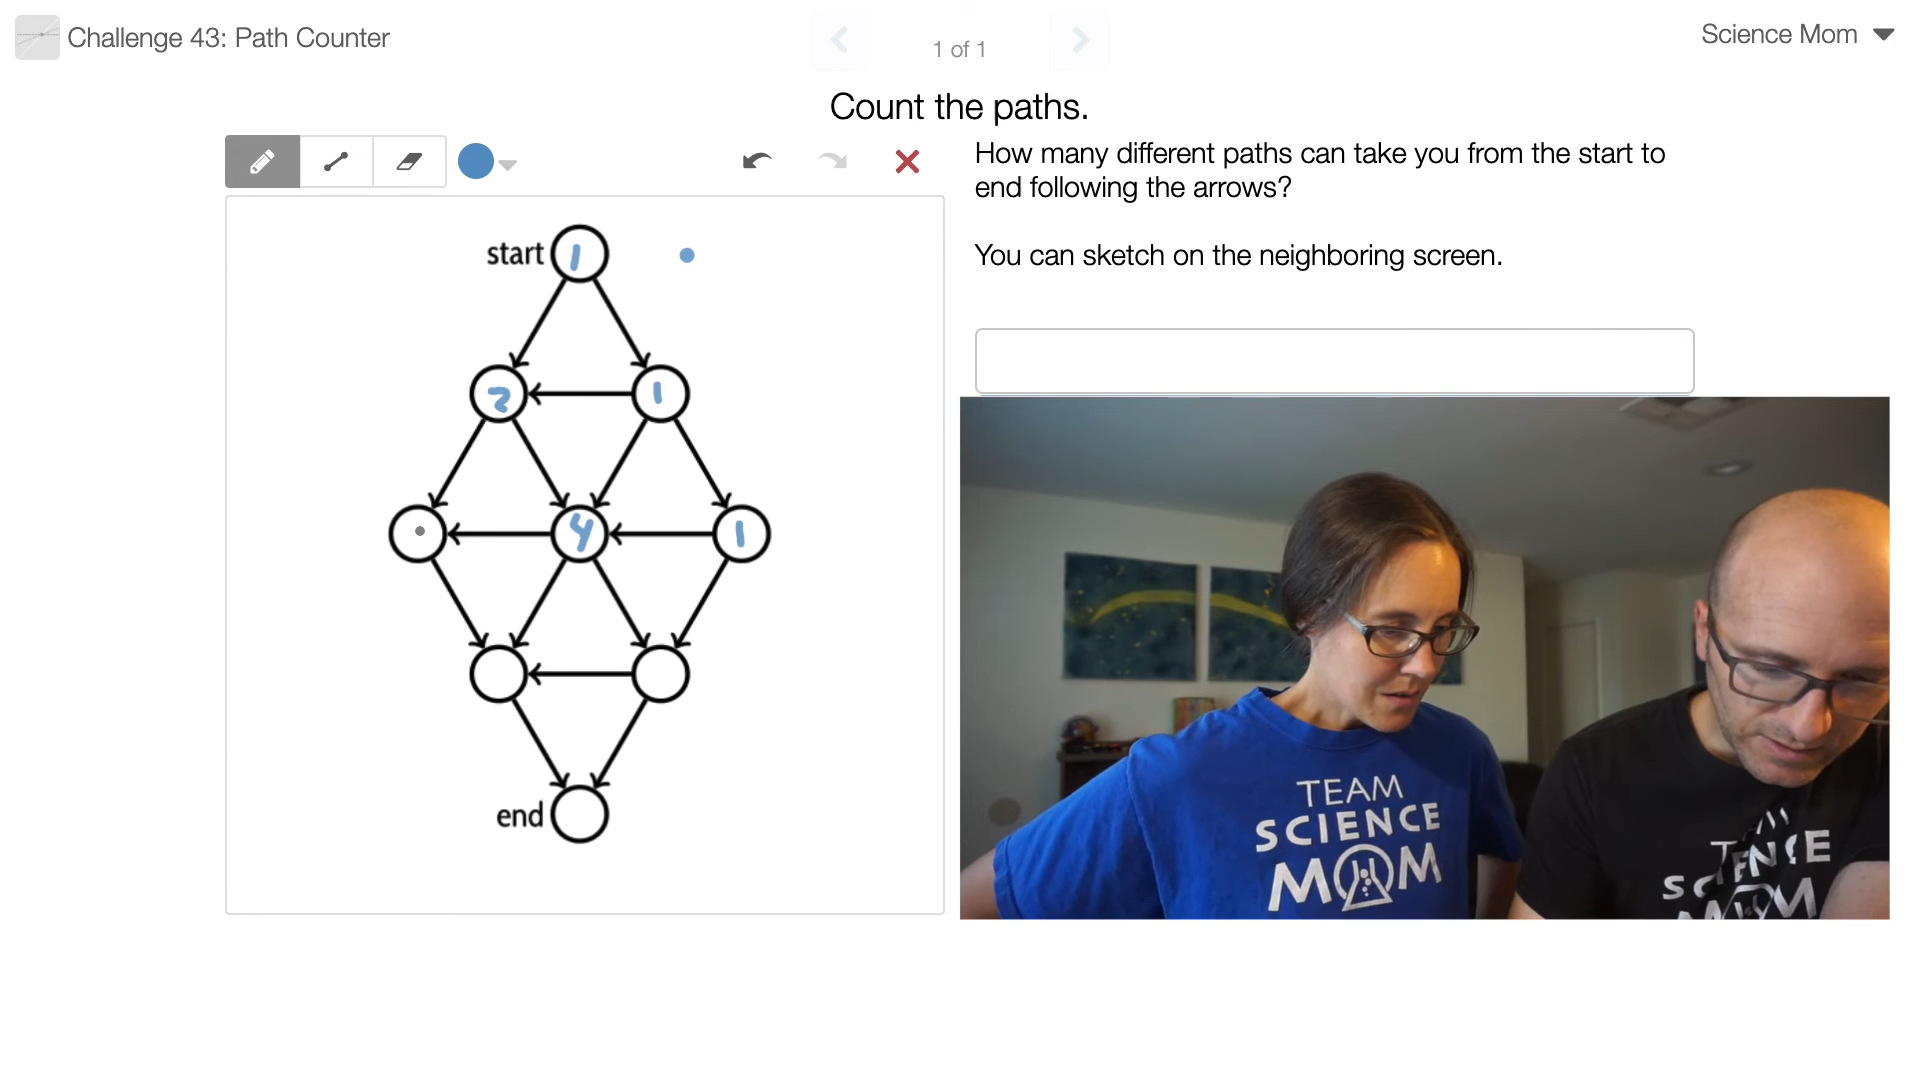 Challenge 43: Path Counter
1 of 1
Science Mom
Count the paths.
How many different paths can take you from the start to
end following the arrows?
You can sketch on the neighboring screen.
start 1
2 1
4 1
end
TEAM
SCIENCE
MOM